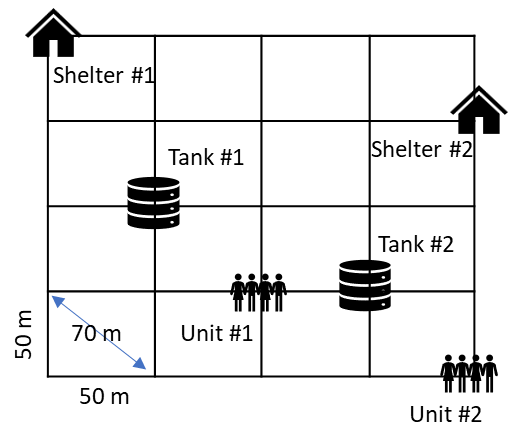 Shelter #1
Shelter #2
Tank #1
Tank #2
Unit #1
70 m
50 m
50 m
Unit #2